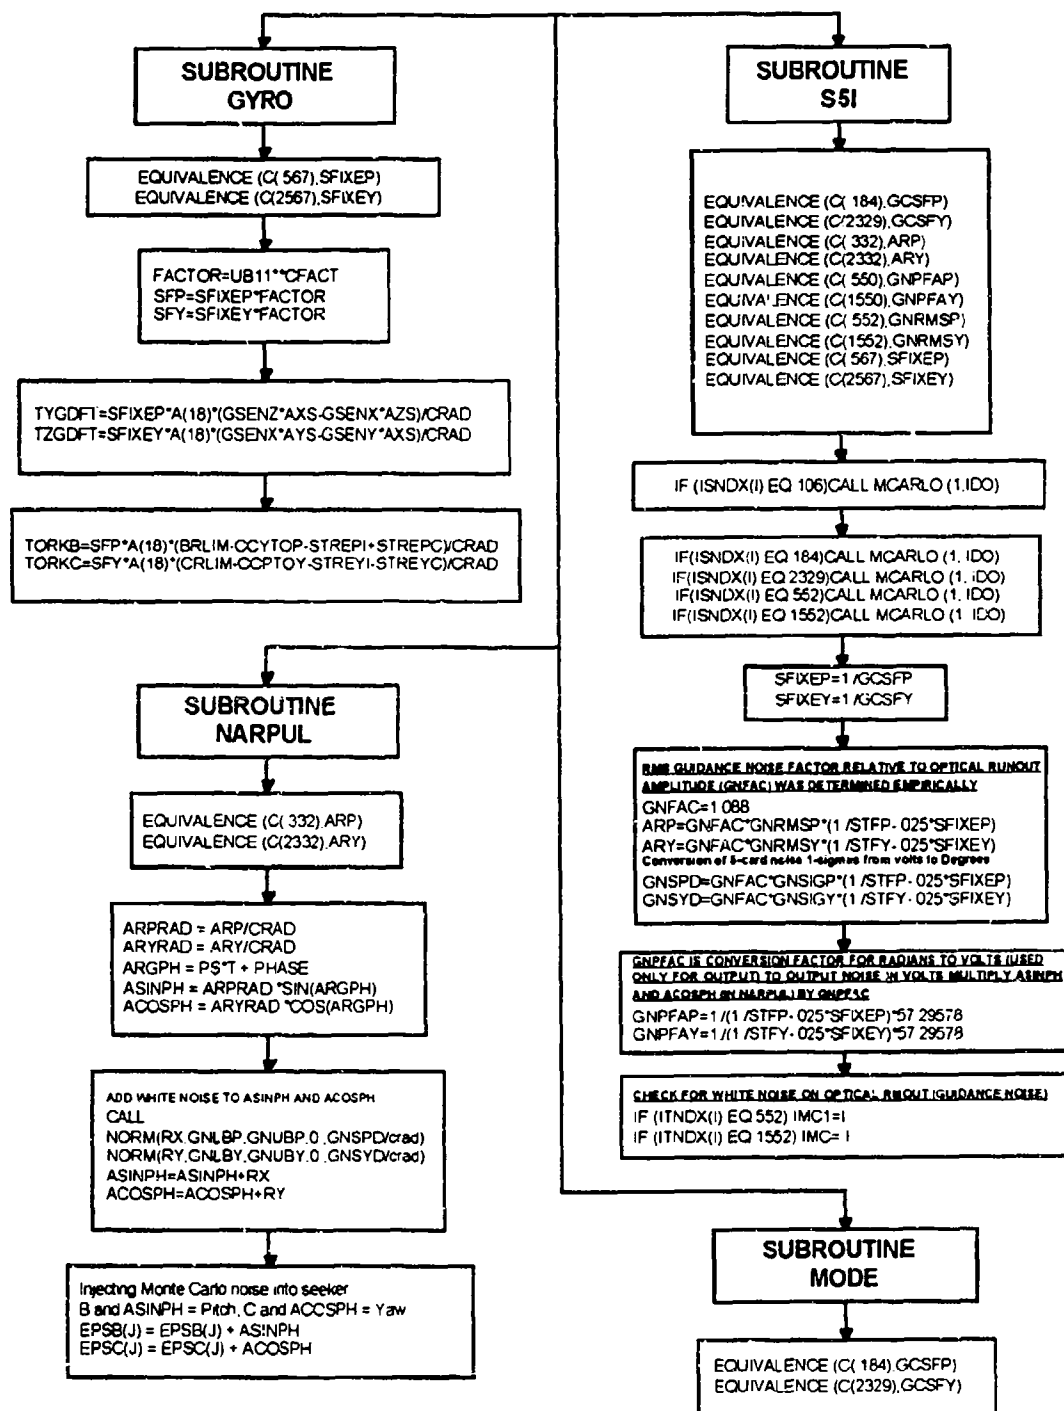 SUBROUTINE
GYRO
EQUIVALENCE (C( 567),SFIXEP)
EQUIVALENCE (C(2567),SFIXEY)
FACTOR=UB11**CFACT
SFP=SFIXEP*FACTOR
SFY=SFIXEY*FACTOR
TYGDFT=SFIXEP*A(18)*(GSENZ*AXS-GSENX*AZS)/CRAD
TZGDFT=SFIXEY*A(18)*(GSENX*AYS-GSENY*AXS)/CRAD
TORKB=SFP*A(18)*(BRLIM-CCYTOP-STREPI+STREPC)/CRAD
TORKC=SFY*A(18)*(CRLIM-CCPTOY-STREYI-STREYC)/CRAD
SUBROUTINE
NARPUL
EQUIVALENCE (C( 332),ARP)
EQUIVALENCE (C(2332),ARY)
ARPRAD = ARP/CRAD
ARYRAD = ARY/CRAD
ARGPH = PS*T + PHASE
ASINPH = ARPRAD *SIN(ARGPH)
ACOSPH = ARYRAD *COS(ARGPH)
ADD WHITE NOISE TO ASINPH AND ACOSPH
CALL
NORM(RX,GNLBP,GNUBP,0.,GNSPD/crad)
NORM(RY,GNLBY,GNUBY,0.,GNSYD/crad)
ASINPH=ASINPH+RX
ACOSPH=ACOSPH+RY
Injecting Monte Carlo noise into seeker
B and ASINPH = Pitch, C and ACCSPH = Yaw
EPSB(J) = EPSB(J) + ASINPH
EPSC(J) = EPSC(J) + ACOSPH
SUBROUTINE
S5I
EQUIVALENCE (C( 184),GCSFP)
EQUIVALENCE (C(2329),GCSFY)
EQUIVALENCE (C( 332),ARP)
EQUIVALENCE (C(2332),ARY)
EQUIVALENCE (C( 550),GNPFAP)
EQUIVALENCE (C(1550),GNPFAY)
EQUIVALENCE (C( 552),GNRMSP)
EQUIVALENCE (C(1552),GNRMSY)
EQUIVALENCE (C( 567),SFIXEP)
EQUIVALENCE (C(2567),SFIXEY)
IF (ISNDX(I) EQ 106)CALL MCARLO (1,IDO)
IF(ISNDX(I) EQ 184)CALL MCARLO (1, IDO)
IF(ISNDX(I) EQ 2329)CALL MCARLO (1, IDO)
IF(ISNDX(I) EQ 552)CALL MCARLO (1, IDO)
IF(ISNDX(I) EQ 1552)CALL MCARLO (1 IDO)
SFIXEP=1 /GCSFP
SFIXEY=1 /GCSFY
RMS GUIDANCE NOISE FACTOR RELATIVE TO OPTICAL RUNOUT
AMPLITUDE (GNFAC) WAS DETERMINED EMPIRICALLY
GNFAC=1 088
ARP=GNFAC*GNRMSP*(1 /STFP- 025*SFIXEP)
ARY=GNFAC*GNRMSY*(1 /STFY- 025*SFIXEY)
Conversion of 5-card noise 1-sigmas from volts to Degrees
GNSPD=GNFAC*GNSIGP*(1 /STFP- 025*SFIXEP)
GNSYD=GNFAC*GNSIGY*(1 /STFY- 025*SFIXEY)
GNPFAC IS CONVERSION FACTOR FOR RADIANS TO VOLTS (USED
ONLY FOR OUTPUT) TO OUTPUT NOISE IN VOLTS MULTIPLY ASINPH
AND ACOSPH (IN NARPUL) BY GNPFAC
GNPFAP=1 /(1 /STFP- 025*SFIXEP)*57 29578
GNPFAY=1 /(1 /STFY- 025*SFIXEY)*57 29578
CHECK FOR WHITE NOISE ON OPTICAL RNOUT (GUIDANCE NOISE)
IF (ITNDX(I) EQ 552) IMC1=I
IF (ITNDX(I) EQ 1552) IMC= I
SUBROUTINE
MODE
EQUIVALENCE (C( 184),GCSFP)
EQUIVALENCE (C(2329),GCSFY)